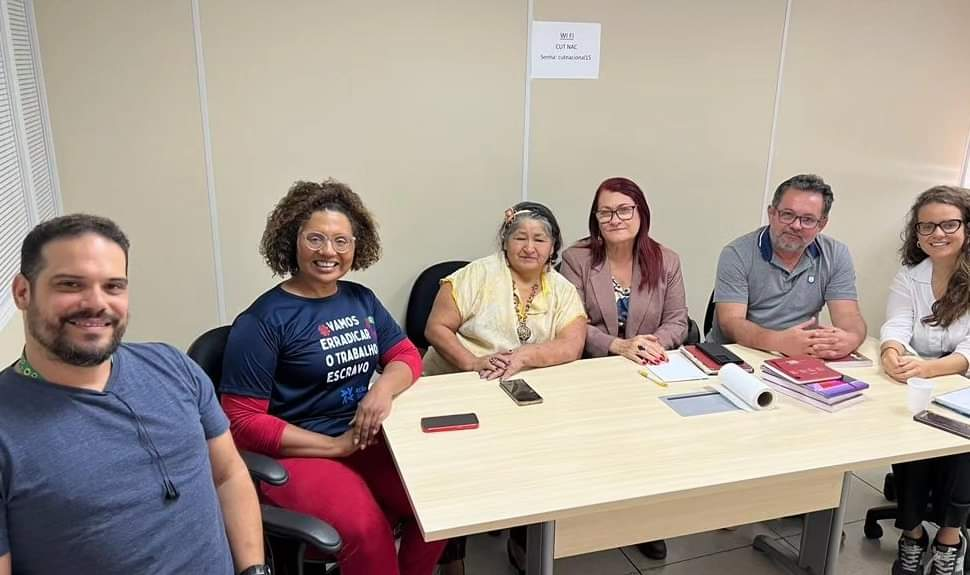 WI FI
CUT NAC
Senha: cutnacional15
VAMOS
ERRADICAR
O TRABALHO
ESCRAVO